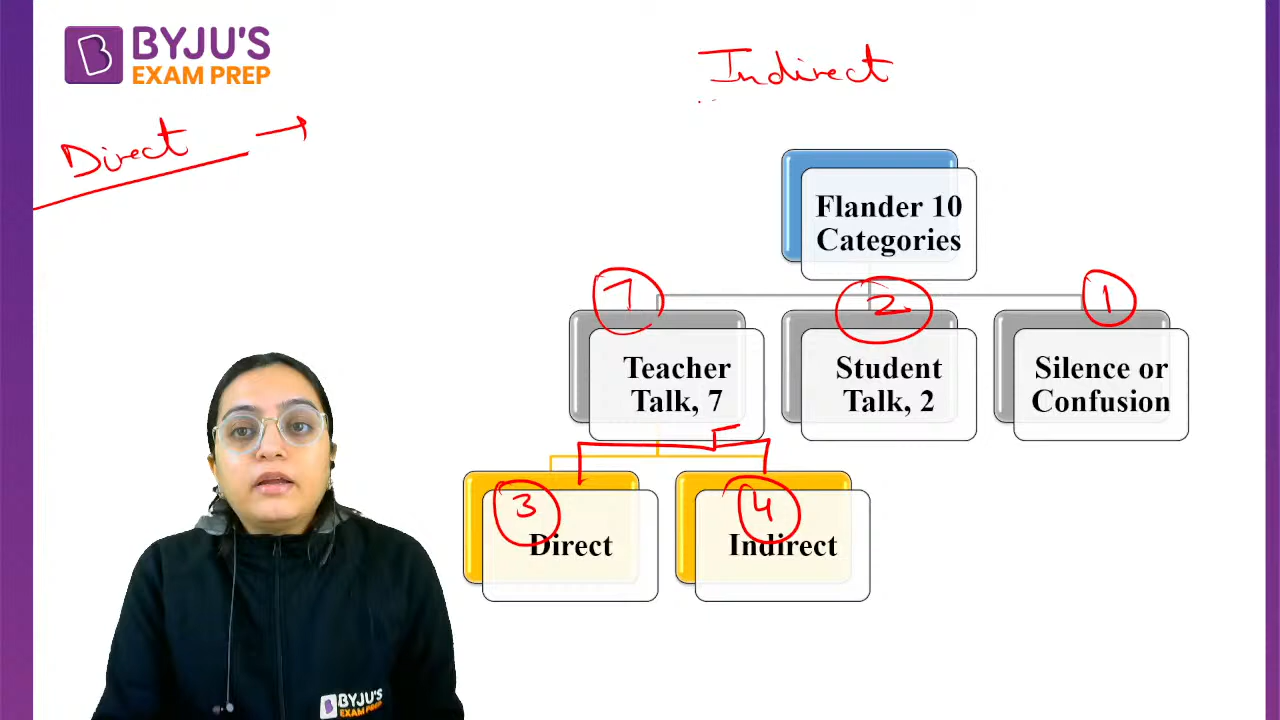 BYJU'S
EXAM PREP
Indirect
Direct
Flander 10
Categories
7
2
1
Teacher
Talk, 7
Student
Talk, 2
Silence or
Confusion
3
4
Direct
Indirect
BYJU'S
EXAM PREP